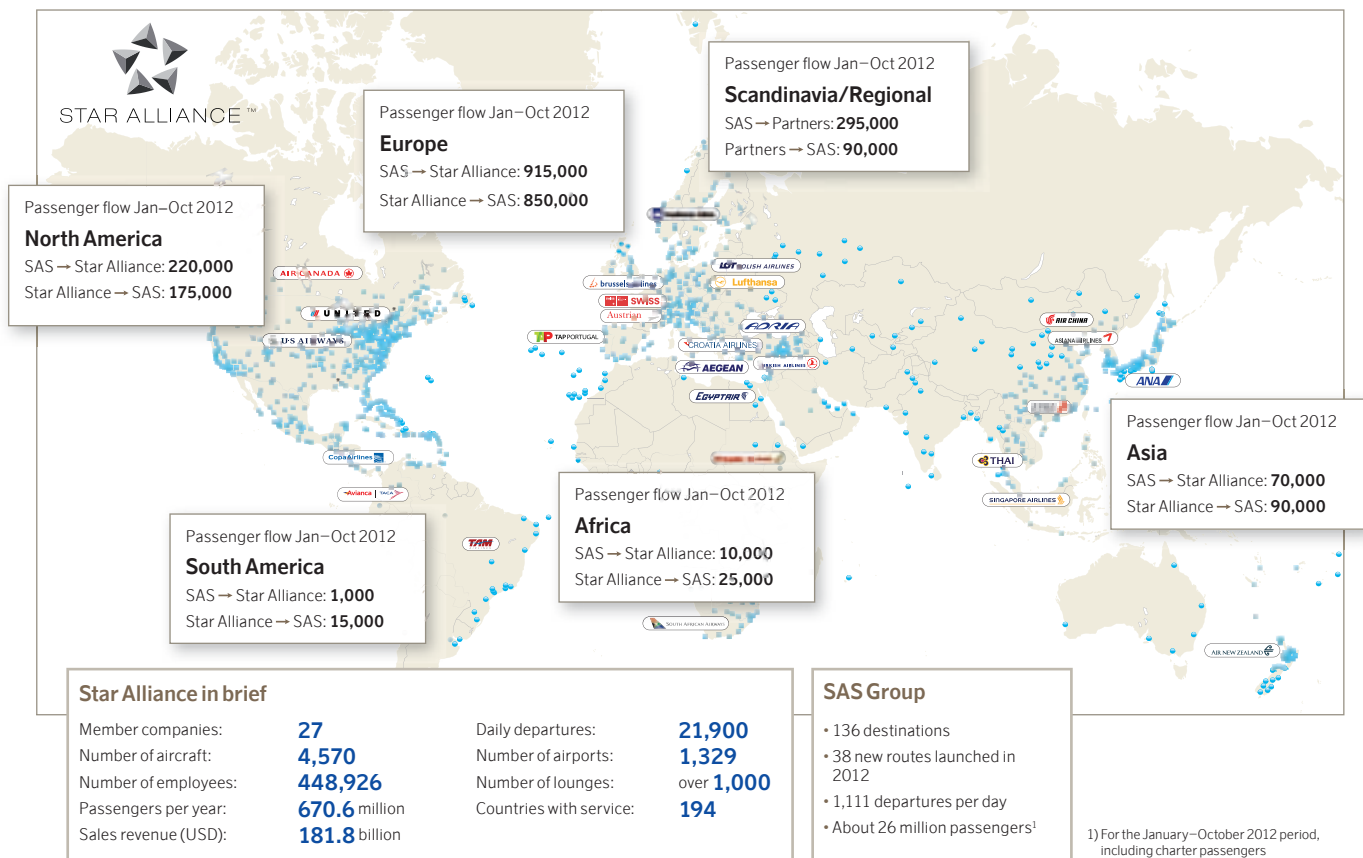 STAR ALLIANCE™
Passenger flow Jan–Oct 2012
Scandinavia/Regional
SAS → Partners: 295,000
Partners → SAS: 90,000
Passenger flow Jan–Oct 2012
Europe
SAS → Star Alliance: 915,000
Star Alliance → SAS: 850,000
Passenger flow Jan–Oct 2012
North America
SAS → Star Alliance: 220,000
Star Alliance → SAS: 175,000
AIR CANADA
UNITED
U·S AIRWAYS
brussels airlines
SWISS
Austrian
TAP TAP PORTUGAL
LOT POLISH AIRLINES
Lufthansa
ADRIA
CROATIA AIRLINES
AEGEAN
TURKISH AIRLINES
EGYPTAIR
AIR CHINA
ASIANA AIRLINES
ANA
CopaAirlines
Avianca | TACA
TAM
THAI
SINGAPORE AIRLINES
SOUTH AFRICAN AIRWAYS
AIR NEW ZEALAND
Passenger flow Jan–Oct 2012
Asia
SAS → Star Alliance: 70,000
Star Alliance → SAS: 90,000
Passenger flow Jan–Oct 2012
Africa
SAS → Star Alliance: 10,000
Star Alliance → SAS: 25,000
Passenger flow Jan–Oct 2012
South America
SAS → Star Alliance: 1,000
Star Alliance → SAS: 15,000
Star Alliance in brief
Member companies: 27
Number of aircraft: 4,570
Number of employees: 448,926
Passengers per year: 670.6 million
Sales revenue (USD): 181.8 billion
Daily departures: 21,900
Number of airports: 1,329
Number of lounges: over 1,000
Countries with service: 194
SAS Group
• 136 destinations
• 38 new routes launched in
2012
• 1,111 departures per day
• About 26 million passengers¹
1) For the January–October 2012 period,
including charter passengers